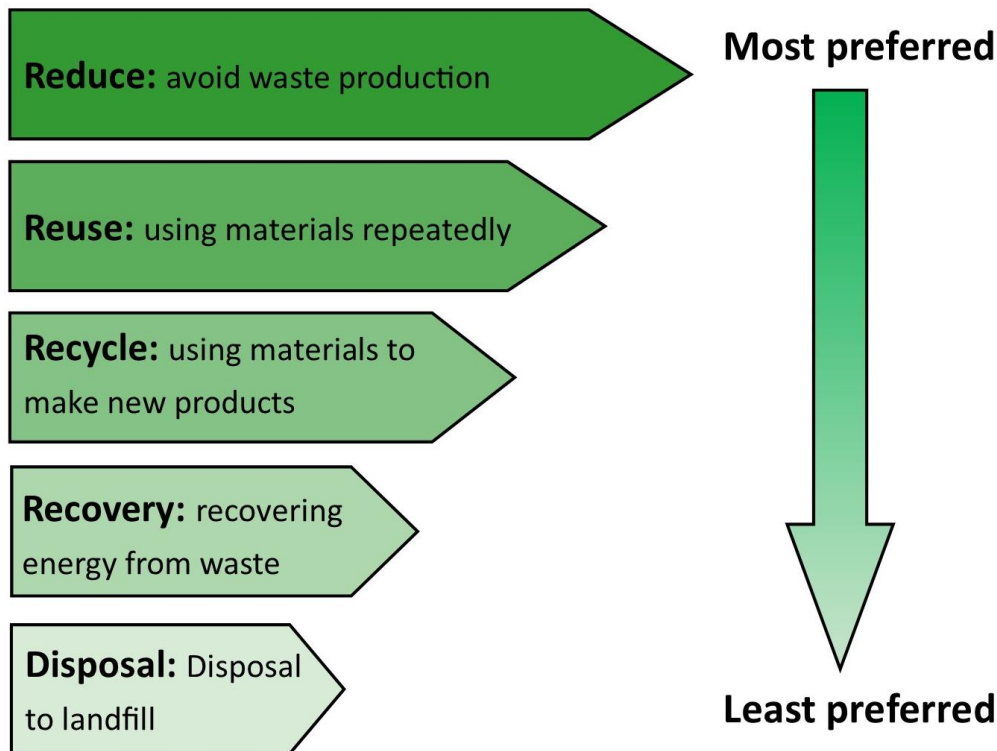 Reduce: avoid waste production
Most preferred
Reuse: using materials repeatedly
Recycle: using materials to
make new products
Recovery: recovering
energy from waste
Disposal: Disposal
to landfill
Least preferred